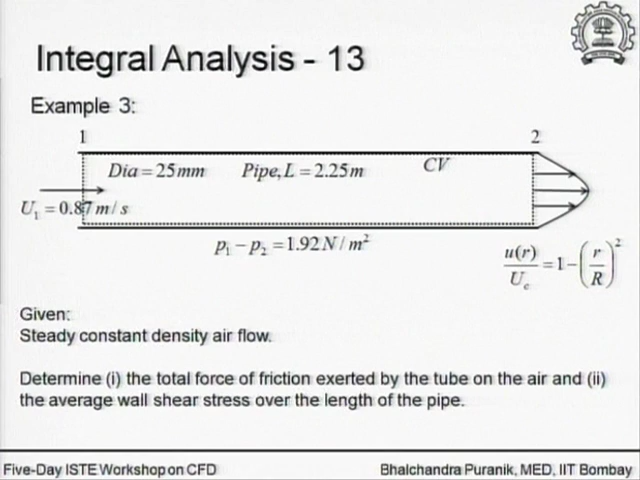 Integral Analysis - 13
Example 3:
1 2
Dia = 25mm Pipe, L = 2.25m CV
U₁ = 0.87 m/s
p₁ − p₂ = 1.92 N/m²
u(r)/U_c = 1 − (r/R)²
Given:
Steady constant density air flow.
Determine (i) the total force of friction exerted by the tube on the air and (ii)
the average wall shear stress over the length of the pipe.
Five-Day ISTE Workshop on CFD Bhalchandra Puranik, MED, IIT Bombay